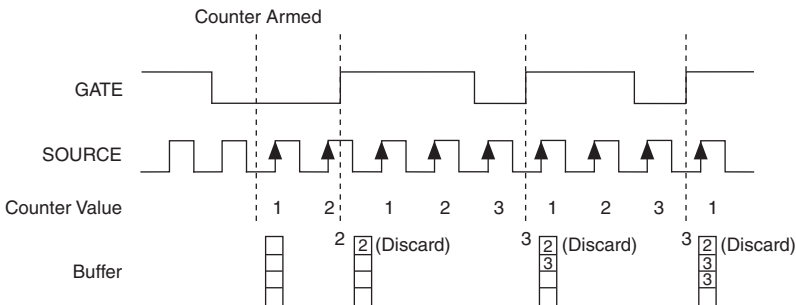 Counter Armed
GATE
SOURCE
Counter Value 1 2 1 2 3 1 2 3 1
2 3 3
Buffer 2 (Discard) 2 (Discard) 2 (Discard)
3 3
3